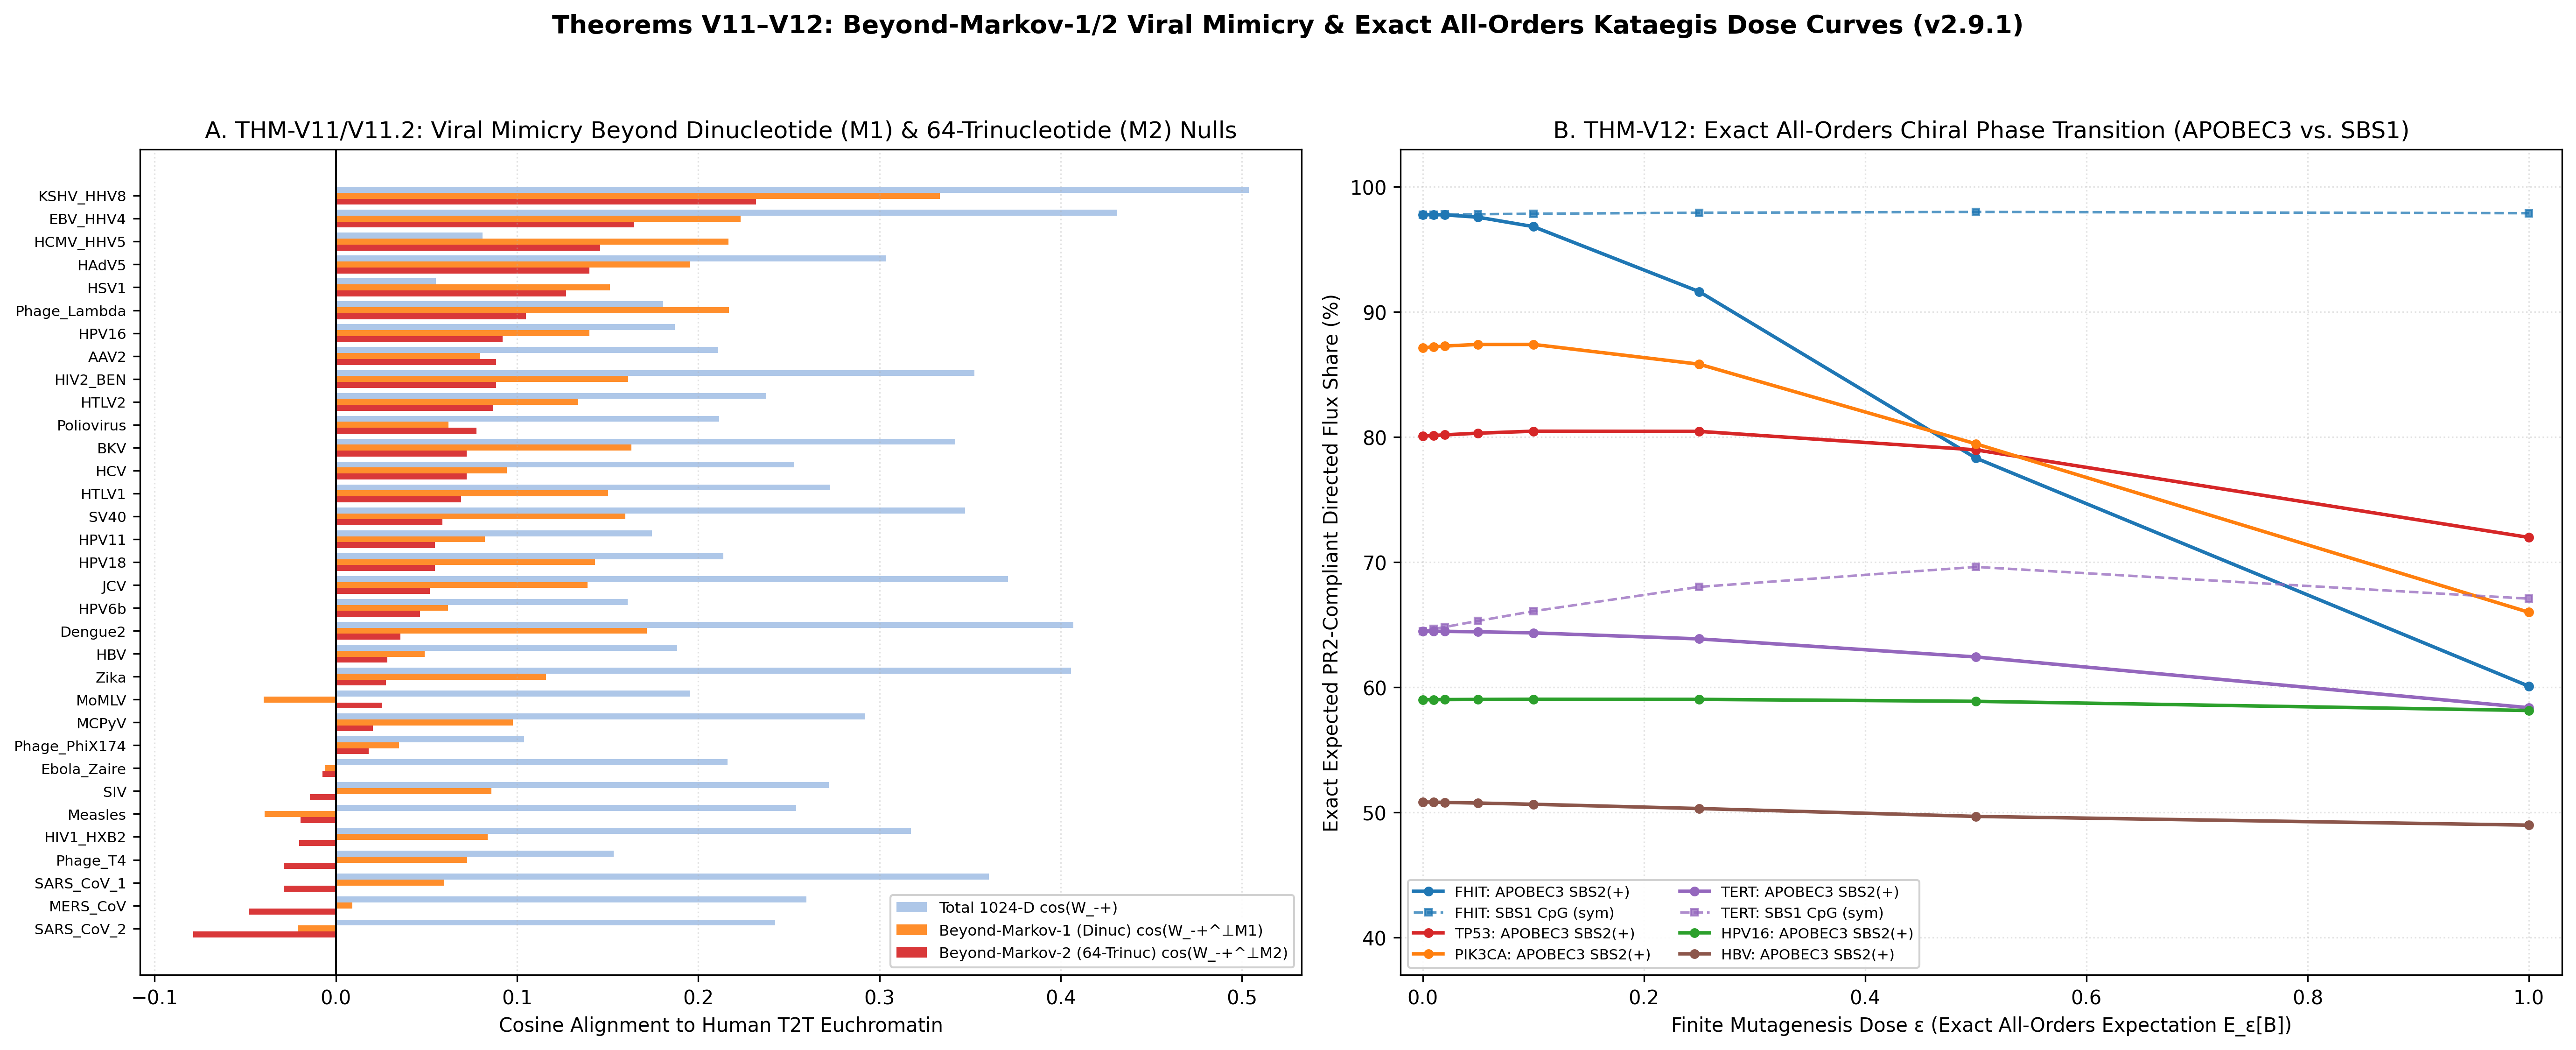 Theorems V11–V12: Beyond-Markov-1/2 Viral Mimicry & Exact All-Orders Kataegis Dose Curves (v2.9.1)
A. THM-V11/V11.2: Viral Mimicry Beyond Dinucleotide (M1) & 64-Trinucleotide (M2) Nulls
KSHV_HHV8
EBV_HHV4
HCMV_HHV5
HAdV5
HSV1
Phage_Lambda
HPV16
AAV2
HIV2_BEN
HTLV2
Poliovirus
BKV
HCV
HTLV1
SV40
HPV11
HPV18
JCV
HPV6b
Dengue2
HBV
Zika
MoMLV
MCPyV
Phage_PhiX174
Ebola_Zaire
SIV
Measles
HIV1_HXB2
Phage_T4
SARS_CoV_1
MERS_CoV
SARS_CoV_2
Total 1024-D cos(W_-+)
Beyond-Markov-1 (Dinuc) cos(W_-+^⊥M1)
Beyond-Markov-2 (64-Trinuc) cos(W_-+^⊥M2)
−0.1 0.0 0.1 0.2 0.3 0.4 0.5
Cosine Alignment to Human T2T Euchromatin
B. THM-V12: Exact All-Orders Chiral Phase Transition (APOBEC3 vs. SBS1)
Exact Expected PR2-Compliant Directed Flux Share (%)
100
90
80
70
60
50
40
FHIT: APOBEC3 SBS2(+)
FHIT: SBS1 CpG (sym)
TP53: APOBEC3 SBS2(+)
PIK3CA: APOBEC3 SBS2(+)
TERT: APOBEC3 SBS2(+)
TERT: SBS1 CpG (sym)
HPV16: APOBEC3 SBS2(+)
HBV: APOBEC3 SBS2(+)
0.0 0.2 0.4 0.6 0.8 1.0
Finite Mutagenesis Dose ε (Exact All-Orders Expectation E_ε[B])